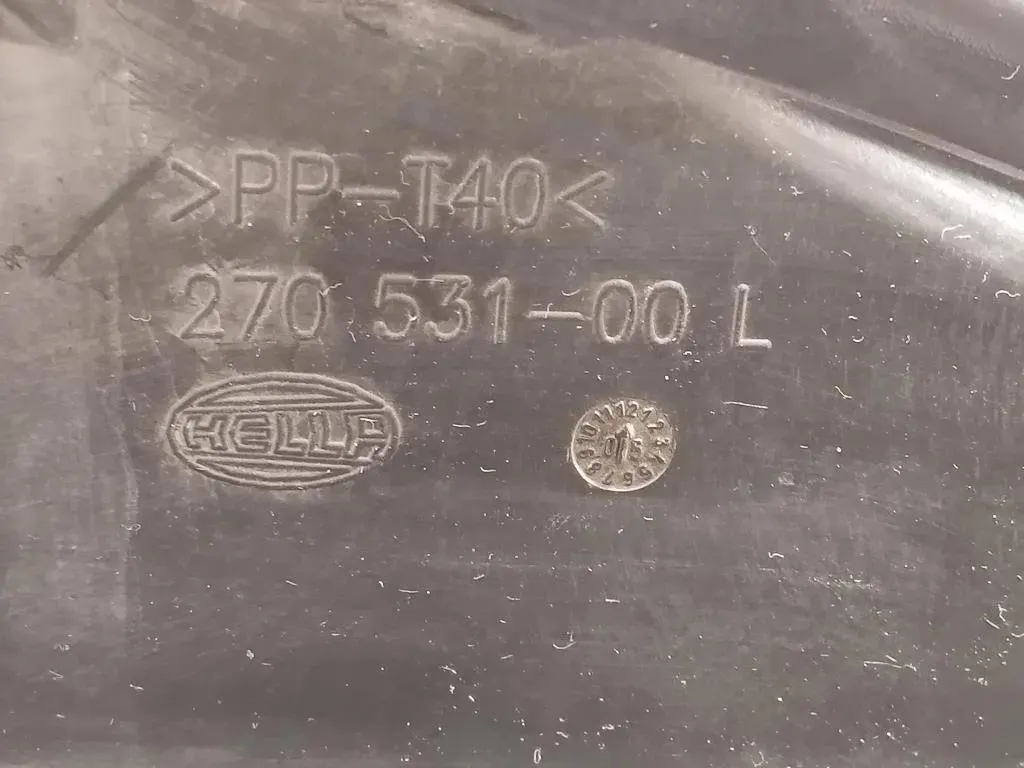 >PP-T40<
270 531-00 L
HELLA